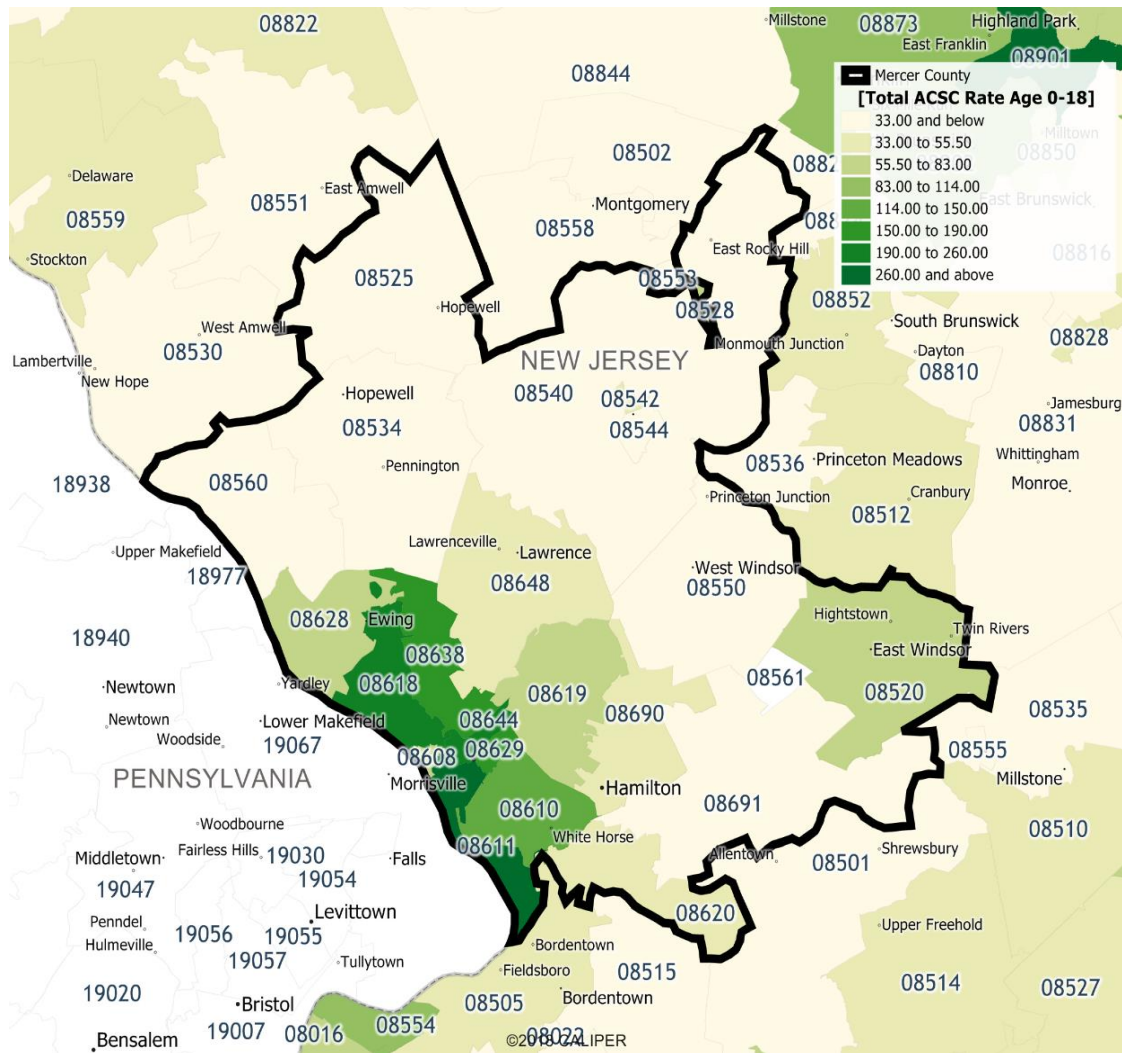 08822
Millstone
08873
Highland Park
East Franklin
08901
08844
Mercer County
[Total ACSC Rate Age 0-18]
33.00 and below
33.00 to 55.50
55.50 to 83.00
83.00 to 114.00
114.00 to 150.00
150.00 to 190.00
190.00 to 260.00
260.00 and above
Milltown
08850
East Brunswick
08816
08502
0882
Delaware
East Amwell
08551
08559
Montgomery
08558
088
East Rocky Hill
Stockton
08525
08553
08528
08852
Hopewell
South Brunswick
West Amwell
08530
NEW JERSEY
Monmouth Junction
08828
Dayton
08810
Lambertville
New Hope
Hopewell
08540
08542
Jamesburg
08831
08534
08544
Whittingham
Pennington
08536
Princeton Meadows
18938
08560
Monroe
Princeton Junction
Cranbury
08512
Lawrenceville
Lawrence
Upper Makefield
18977
08648
West Windsor
08550
08628
Ewing
Hightstown
Twin Rivers
18940
08638
East Windsor
Newtown
Yardley
08618
08619
08561
08520
Newtown
Lower Makefield
08644
08690
08535
Woodside
19067
08608
08629
08555
PENNSYLVANIA
Morrisville
Hamilton
Millstone
08610
08691
Woodbourne
White Horse
08510
Middletown
Fairless Hills
19030
Falls
08611
Allentown
08501
Shrewsbury
19047
19054
Penndel
Levittown
08620
Upper Freehold
Hulmeville
19056
19055
19057
Tullytown
Bordentown
Fieldsboro
08515
19020
08514
08527
Bristol
08505
Bordentown
19007
08016
08554
08022
Bensalem
©2018 CALIPER